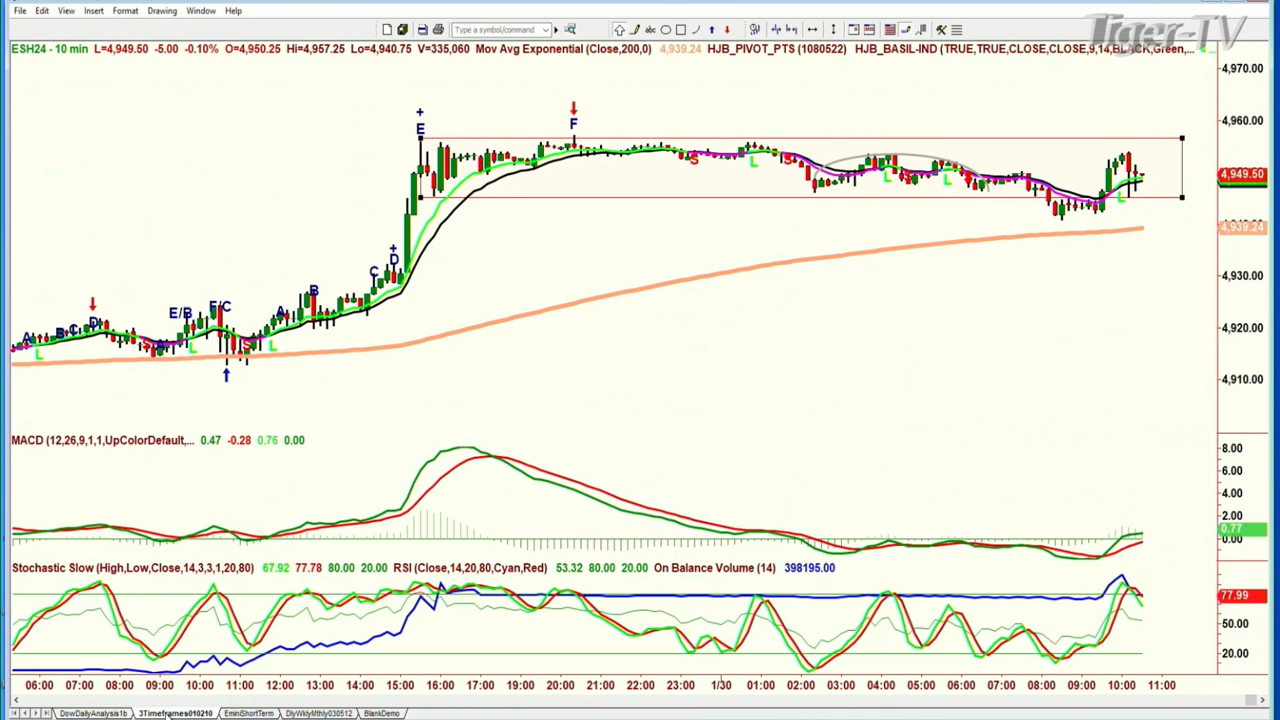 File Edit View Insert Format Drawing Window Help
Type symbol/command
abc
Tiger-TV
ESH24 - 10 min L=4,949.50 -5.00 -0.10% O=4,950.25 Hi=4,957.25 Lo=4,940.75 V=335,060 Mov Avg Exponential (Close,200,0) 4,939.24 HJB_PIVOT_PTS (1080522) HJB_BASIL-IND (TRUE,TRUE,CLOSE,CLOSE,9,14,BLACK,Green,...
4,970.00
4,960.00
4,949.50
4,939.24
4,930.00
4,920.00
4,910.00
+
E
F
S
L
S
L
S
L
S
L
+
D
C
B
A
E/B
F/C
A
B
C
D
L
S
A
L
S
L
MACD (12,26,9,1,1,UpColorDefault,... 0.47 -0.28 0.76 0.00
8.00
6.00
4.00
2.00
0.77
0.00
Stochastic Slow (High,Low,Close,14,3,3,1,20,80) 67.92 77.78 80.00 20.00 RSI (Close,14,20,80,Cyan,Red) 53.32 80.00 20.00 On Balance Volume (14) 398195.00
77.99
50.00
20.00
06:00 07:00 08:00 09:00 10:00 11:00 12:00 13:00 14:00 15:00 16:00 17:00 18:00 19:00 20:00 21:00 22:00 23:00 1/30 01:00 02:00 03:00 04:00 05:00 06:00 07:00 08:00 09:00 10:00 11:00
DowDailyAnalysis1b 3Timeframes010210 EminiShortTerm DlyWklyMthly030512 BlankDemo